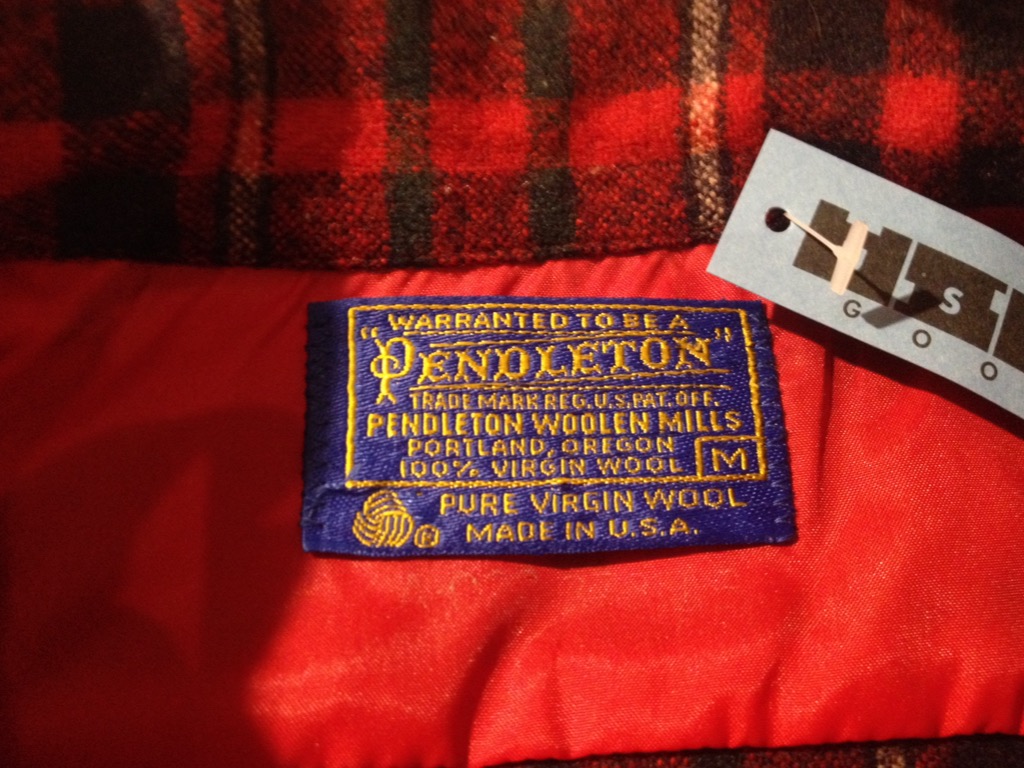 WARRANTED TO BE A
"PENDLETON"
TRADE MARK REG. U.S. PAT. OFF.
PENDLETON WOOLEN MILLS
PORTLAND, OREGON
100% VIRGIN WOOL M
PURE VIRGIN WOOL
® MADE IN U.S.A.